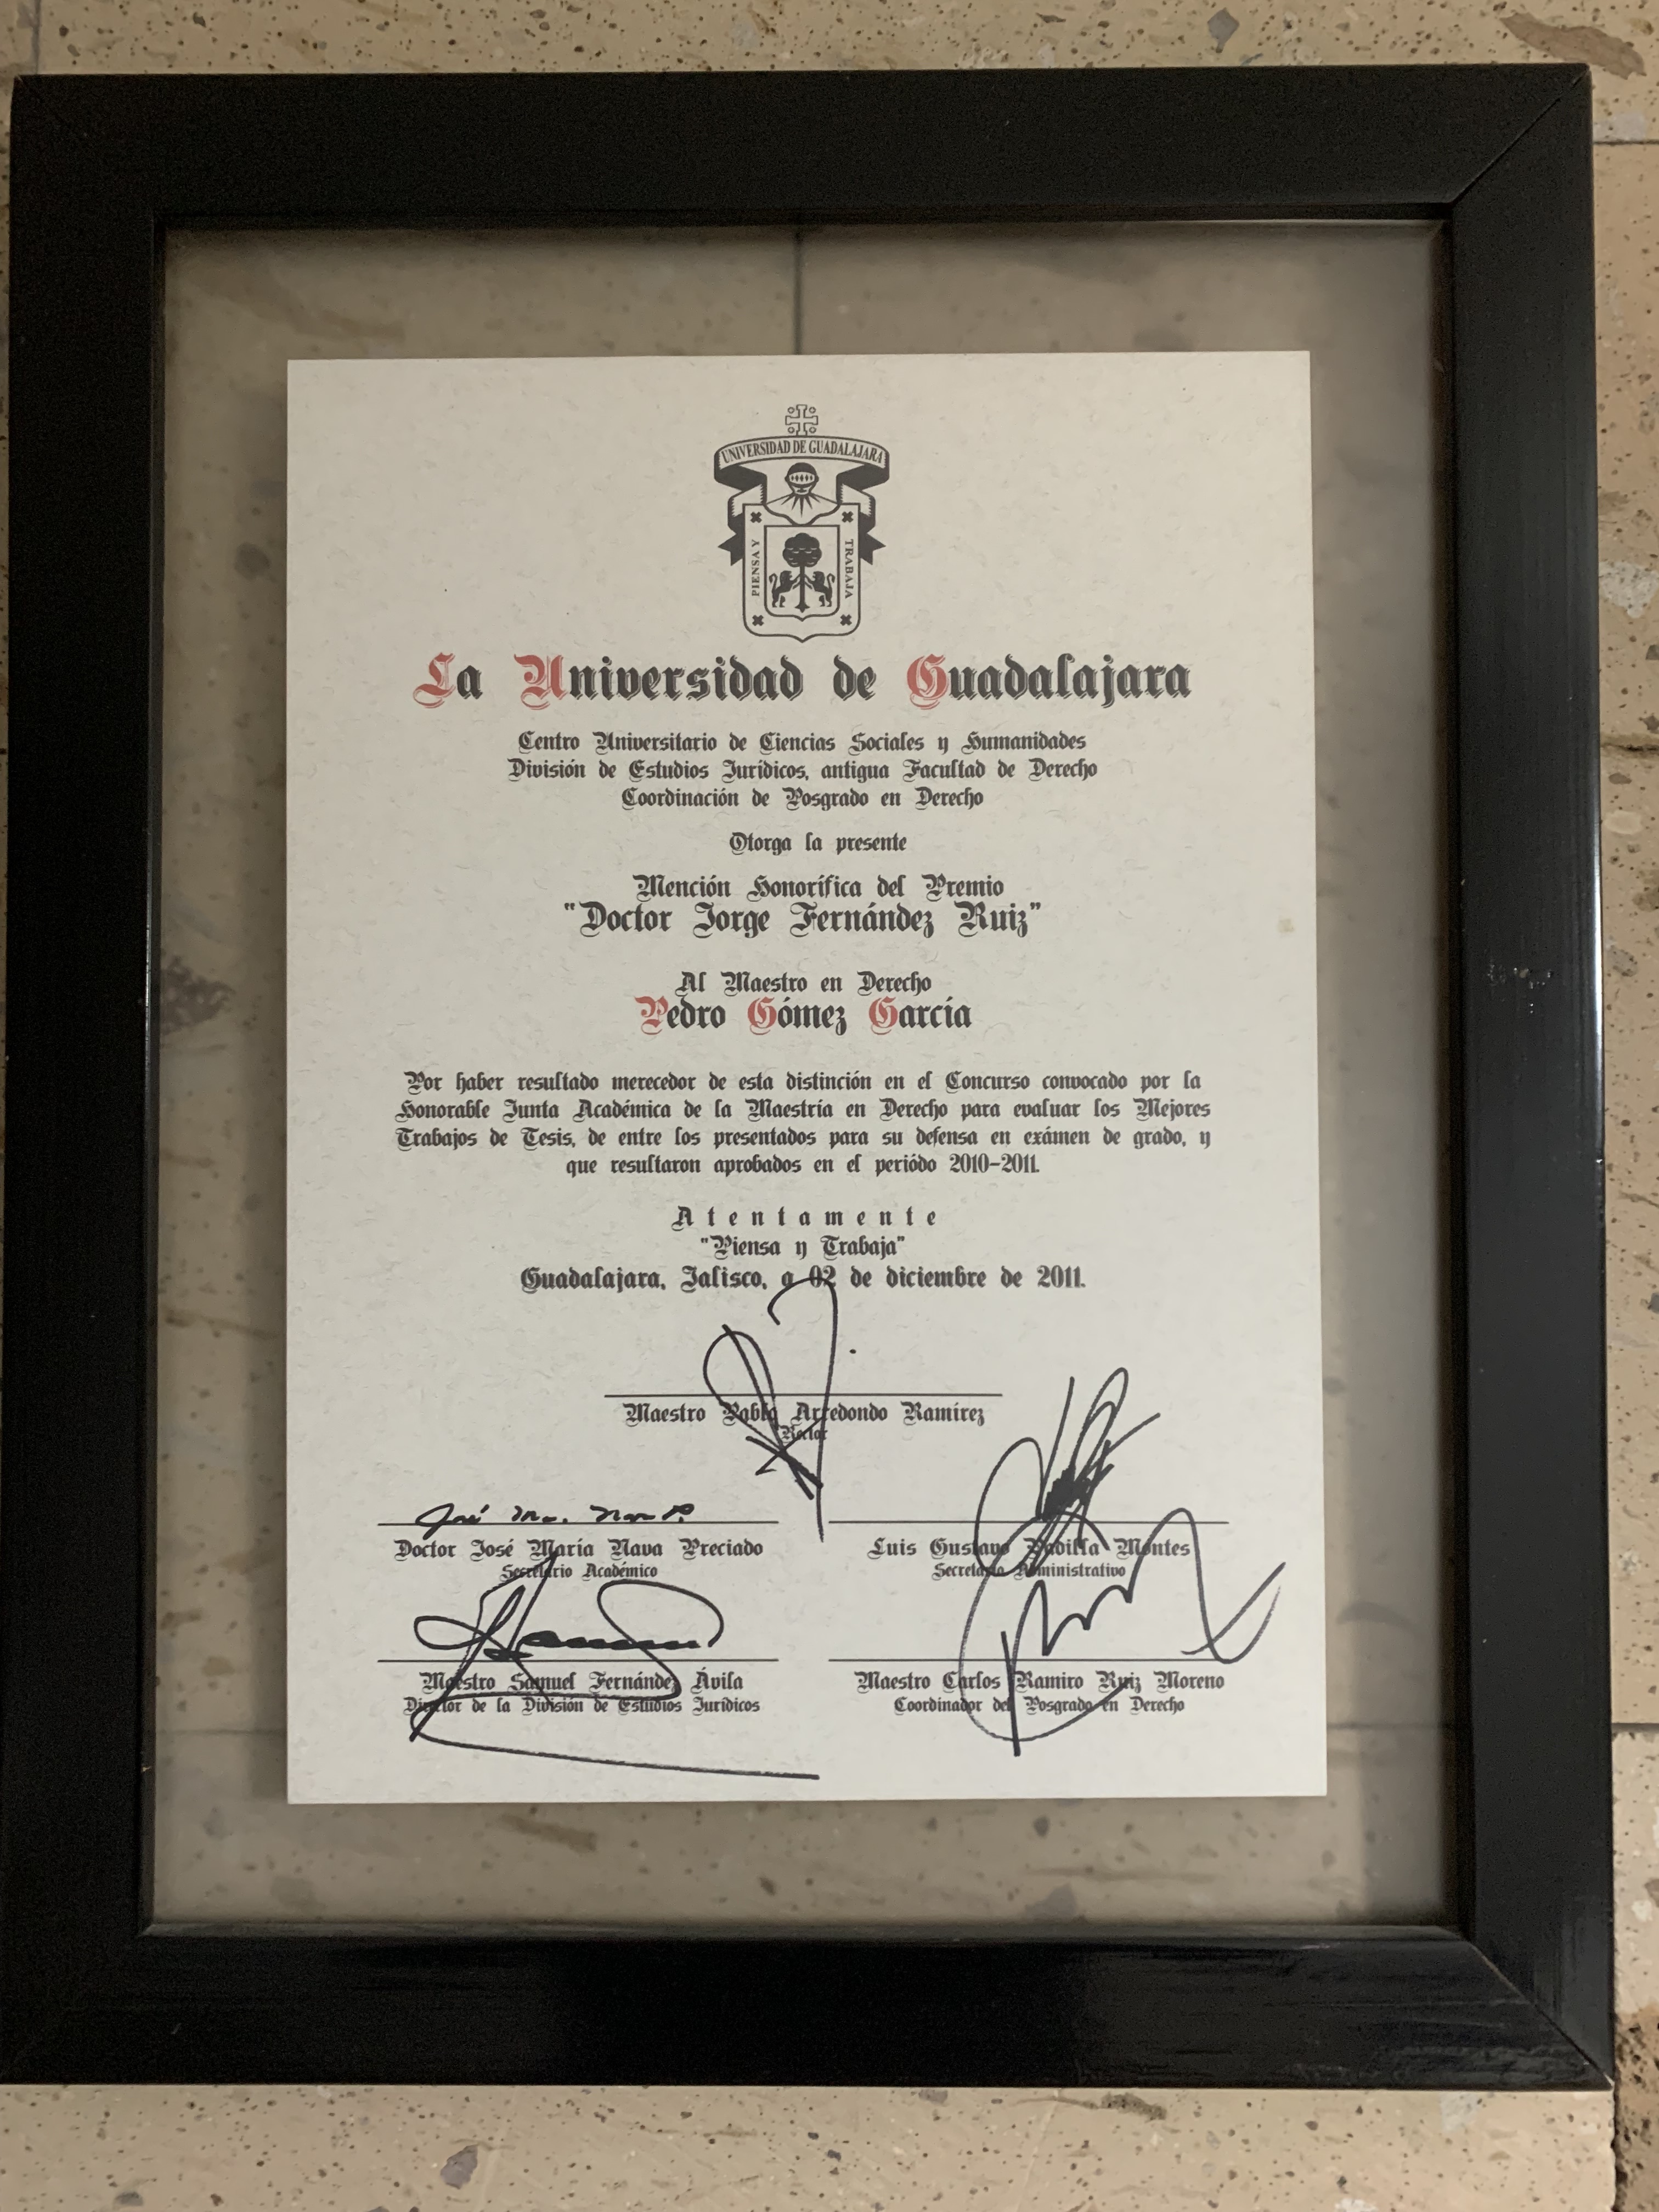 UNIVERSIDAD DE GUADALAJARA
PIENSA Y TRABAJA
La Universidad de Guadalajara
Centro Universitario de Ciencias Sociales y Humanidades
División de Estudios Jurídicos, antigua Facultad de Derecho
Coordinación de Posgrado en Derecho
Otorga la presente
Mención Honorífica del Premio
"Doctor Jorge Fernández Ruiz"
Al Maestro en Derecho
Pedro Gómez García
Por haber resultado merecedor de esta distinción en el Concurso convocado por la
Honorable Junta Académica de la Maestría en Derecho para evaluar los Mejores
Trabajos de Tesis, de entre los presentados para su defensa en exámen de grado, y
que resultaron aprobados en el periódo 2010-2011.
Atentamente
"Piensa y Trabaja"
Guadalajara, Jalisco, a 02 de diciembre de 2011.
Maestro Pablo Arredondo Ramírez
Rector
José Ma. Nava P.
Doctor José María Nava Preciado
Secretario Académico
Luis Gustavo Padilla Montes
Secretario Administrativo
Maestro Samuel Fernández Ávila
Director de la División de Estudios Jurídicos
Maestro Carlos Ramiro Ruiz Moreno
Coordinador del Posgrado en Derecho